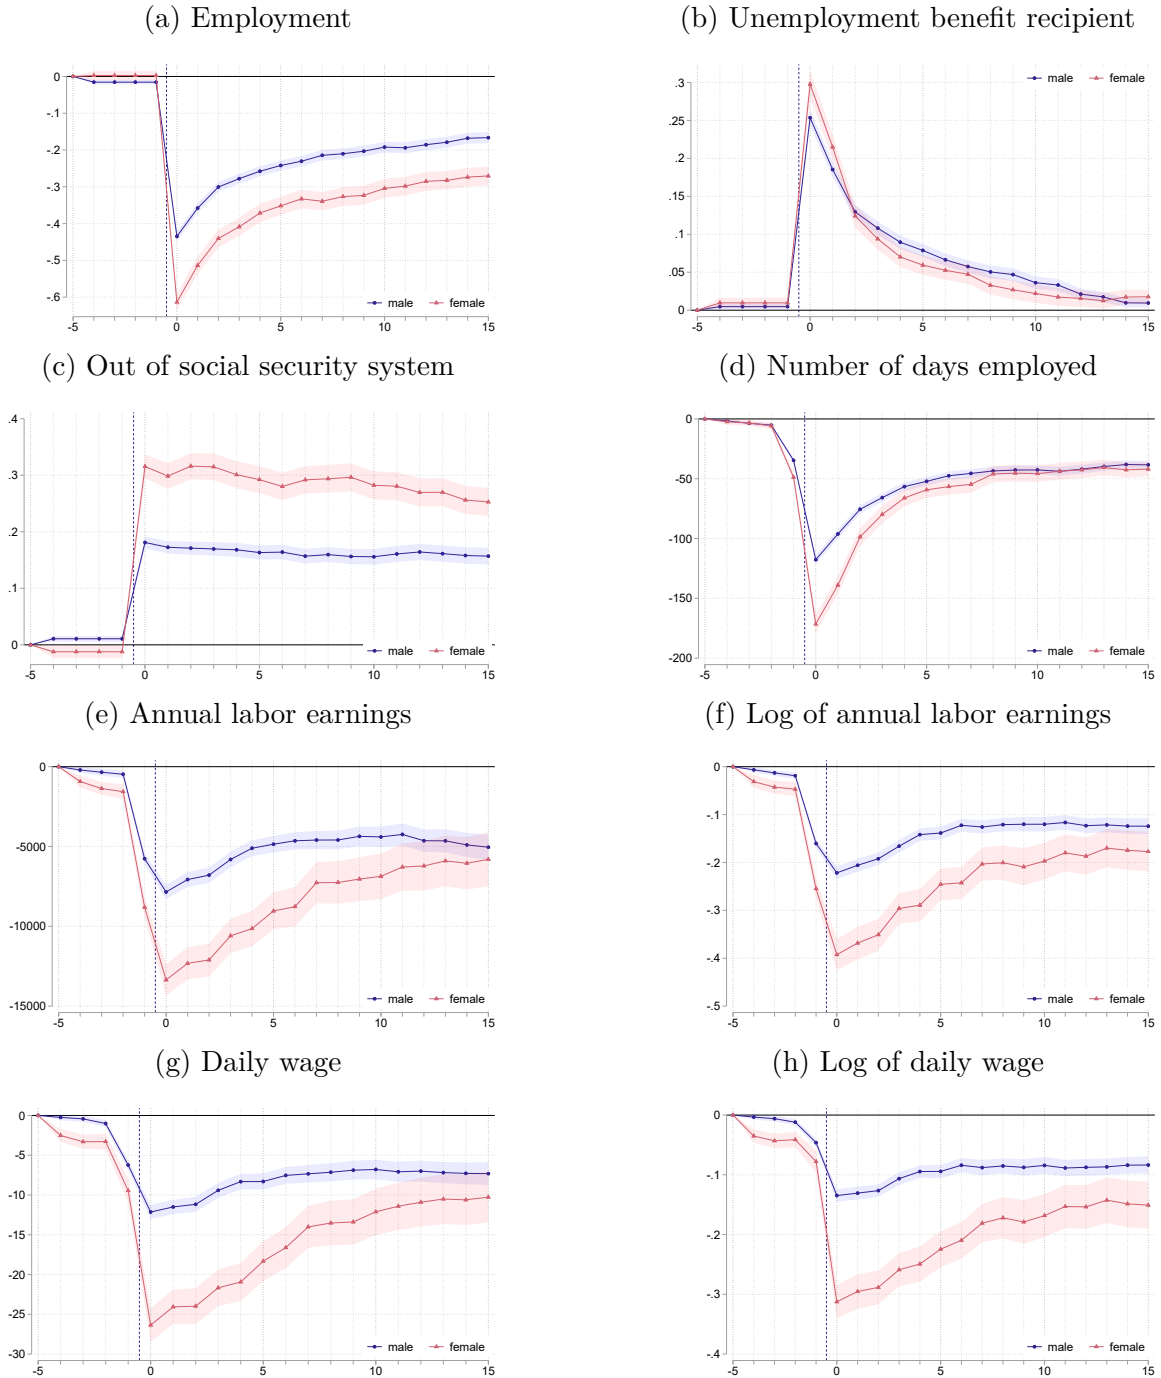 (a) Employment
0
-.1
-.2
-.3
-.4
-.5
-.6
male female
-5 0 5 10 15
(b) Unemployment benefit recipient
male female
.3
.25
.2
.15
.1
.05
0
-5 0 5 10 15
(c) Out of social security system
.4
.3
.2
.1
0
male female
-5 0 5 10 15
(d) Number of days employed
0
-50
-100
-150
-200
male female
-5 0 5 10 15
(e) Annual labor earnings
0
-5000
-10000
-15000
male female
-5 0 5 10 15
(f) Log of annual labor earnings
0
-.1
-.2
-.3
-.4
-.5
male female
-5 0 5 10 15
(g) Daily wage
0
-5
-10
-15
-20
-25
-30
male female
-5 0 5 10 15
(h) Log of daily wage
0
-.1
-.2
-.3
-.4
male female
-5 0 5 10 15